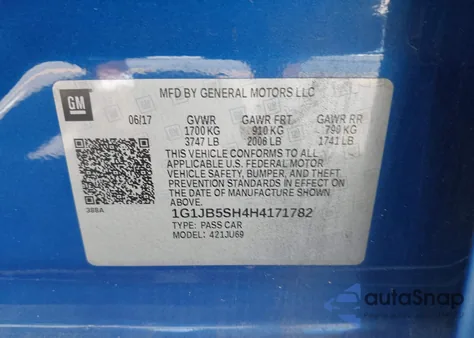 GM
MFD BY GENERAL MOTORS LLC
06/17 GVWR GAWR FRT GAWR RR
1700 KG 910 KG 790 KG
3747 LB 2006 LB 1741 LB
THIS VEHICLE CONFORMS TO ALL
APPLICABLE U.S. FEDERAL MOTOR
VEHICLE SAFETY, BUMPER, AND THEFT
PREVENTION STANDARDS IN EFFECT ON
THE DATE OF MANUFACTURE SHOWN
ABOVE.
388A
1G1JB5SH4H4171782
TYPE: PASS CAR
MODEL: 421JU69
autoSnap